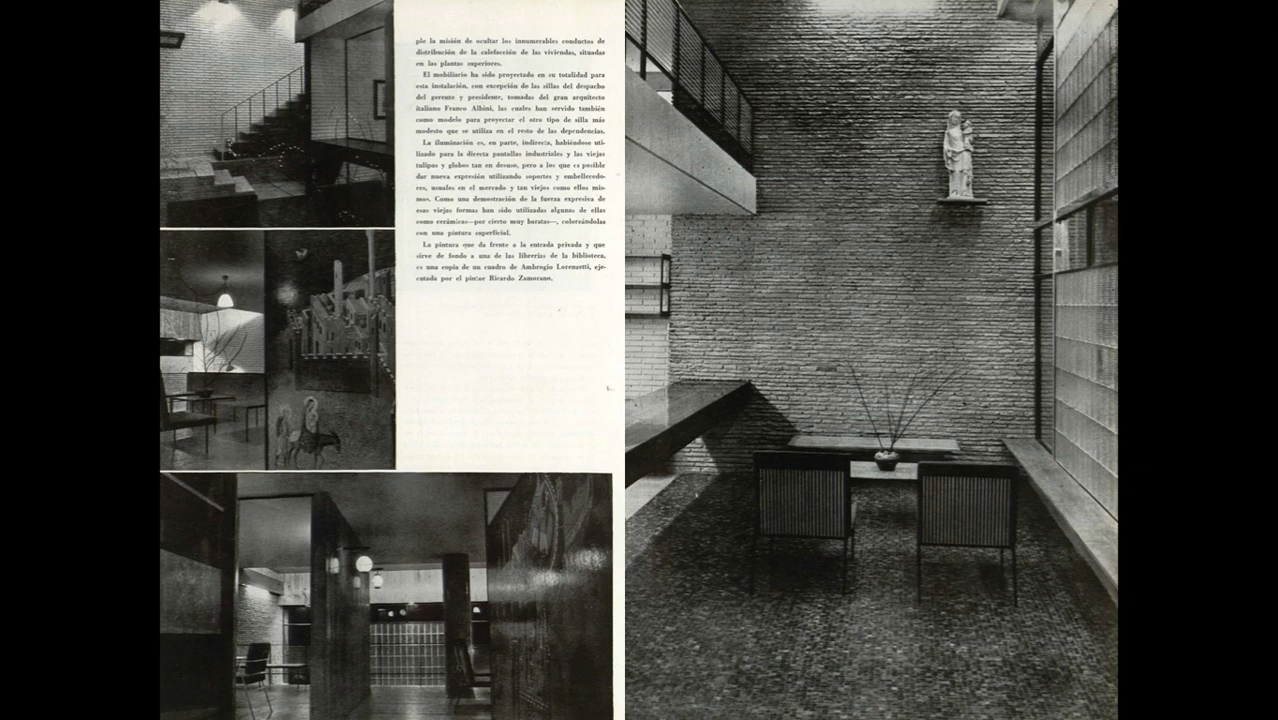 ple la misión de ocultar los innumerables conductos de
distribución de la calefacción de las viviendas, situadas
en las plantas superiores.
El mobiliario ha sido proyectado en su totalidad para
esta instalación, con excepción de las sillas del despacho
del gerente y presidente, tomadas del gran arquitecto
italiano Franco Albini, las cuales han servido también
como modelo para proyectar el otro tipo de silla más
modesto que se utiliza en el resto de las dependencias.
La iluminación es, en parte, indirecta, habiéndose uti-
lizado para la directa pantallas industriales y las viejas
tulipas y globos tan en desuso, pero a los que es posible
dar nueva expresión utilizando soportes y embellecedo-
res, usuales en el mercado y tan viejos como ellos mis-
mos. Como una demostración de la fuerza expresiva de
esas viejas formas han sido utilizadas algunas de ellas
como cerámicas—por cierto muy baratas—, coloreándolas
con una pintura superficial.
La pintura que da frente a la entrada privada y que
sirve de fondo a una de las librerías de la biblioteca,
es una copia de un cuadro de Ambrogio Lorenzetti, eje-
cutada por el pintor Ricardo Zamorano.